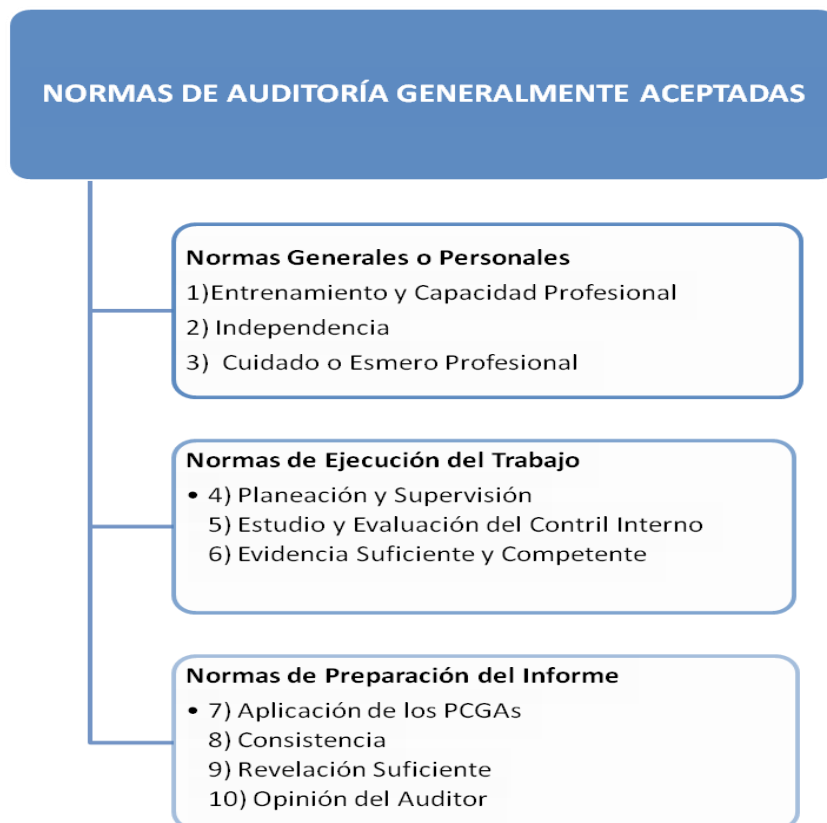 NORMAS DE AUDITORÍA GENERALMENTE ACEPTADAS
Normas Generales o Personales
1)Entrenamiento y Capacidad Profesional
2) Independencia
3) Cuidado o Esmero Profesional
Normas de Ejecución del Trabajo
• 4) Planeación y Supervisión
5) Estudio y Evaluación del Contril Interno
6) Evidencia Suficiente y Competente
Normas de Preparación del Informe
• 7) Aplicación de los PCGAs
8) Consistencia
9) Revelación Suficiente
10) Opinión del Auditor